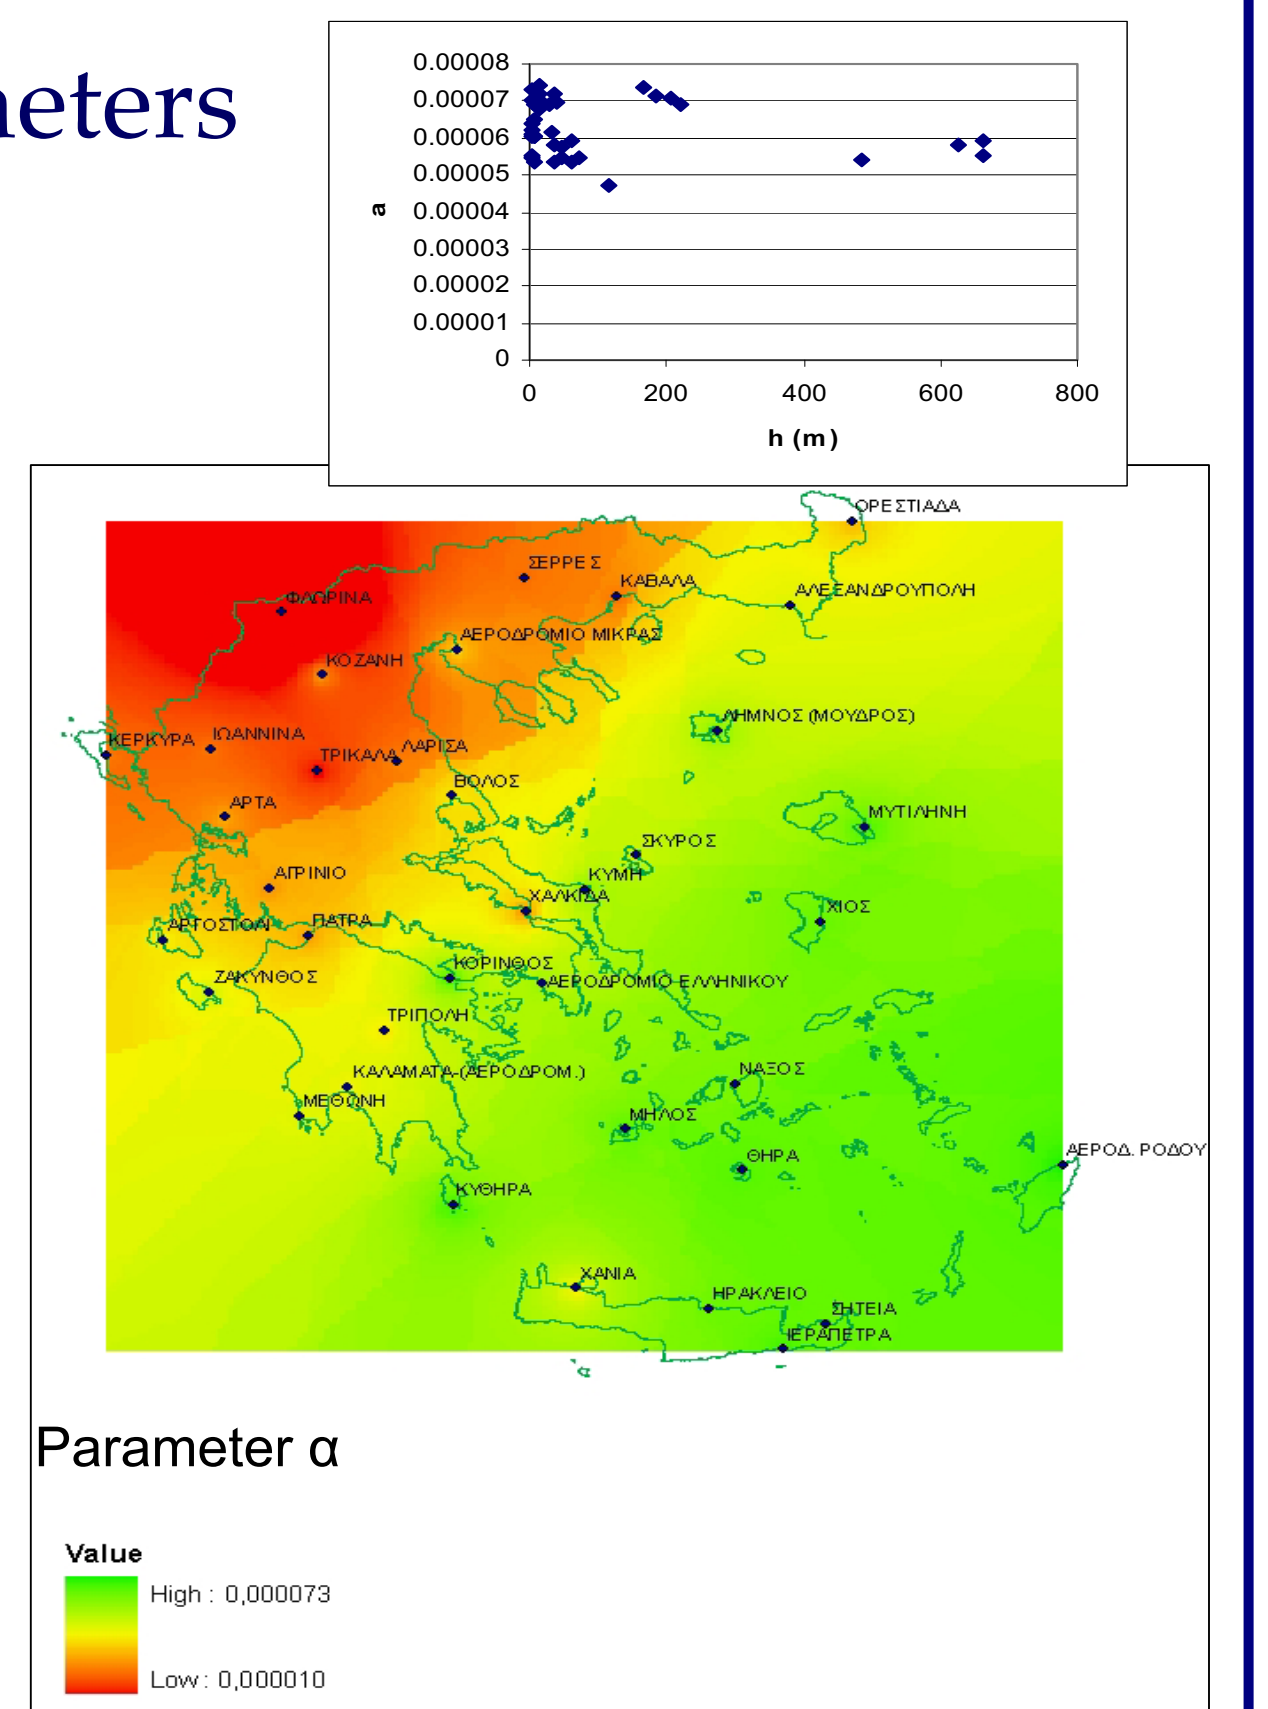 neters
0.00008
0.00007
0.00006
0.00005
0.00004
0.00003
0.00002
0.00001
0
a
0 200 400 600 800
h (m)
ΟΡΕΣΤΙΑΔΑ
ΣΕΡΡΕΣ
ΚΑΒΑΛΑ
ΑΛΕΞΑΝΔΡΟΥΠΟΛΗ
ΦΛΩΡΙΝΑ
ΑΕΡΟΔΡΟΜΙΟ ΜΙΚΡΑΣ
ΚΟΖΑΝΗ
ΛΗΜΝΟΣ (ΜΟΥΔΡΟΣ)
ΚΕΡΚΥΡΑ
ΙΩΑΝΝΙΝΑ
ΤΡΙΚΑΛΑ
ΛΑΡΙΣΑ
ΒΟΛΟΣ
ΑΡΤΑ
ΜΥΤΙΛΗΝΗ
ΣΚΥΡΟΣ
ΑΓΡΙΝΙΟ
ΚΥΜΗ
ΧΑΛΚΙΔΑ
ΧΙΟΣ
ΑΡΓΟΣΤΟΛΙ
ΠΑΤΡΑ
ΚΟΡΙΝΘΟΣ
ΖΑΚΥΝΘΟΣ
ΑΕΡΟΔΡΟΜΙΟ ΕΛΛΗΝΙΚΟΥ
ΤΡΙΠΟΛΗ
ΚΑΛΑΜΑΤΑ-(ΑΕΡΟΔΡΟΜ.)
ΝΑΞΟΣ
ΜΕΘΩΝΗ
ΜΗΛΟΣ
ΘΗΡΑ
ΑΕΡΟΔ. ΡΟΔΟΥ
ΚΥΘΗΡΑ
ΧΑΝΙΑ
ΗΡΑΚΛΕΙΟ
ΣΗΤΕΙΑ
ΙΕΡΑΠΕΤΡΑ
Parameter α
Value
High : 0,000073
Low : 0,000010